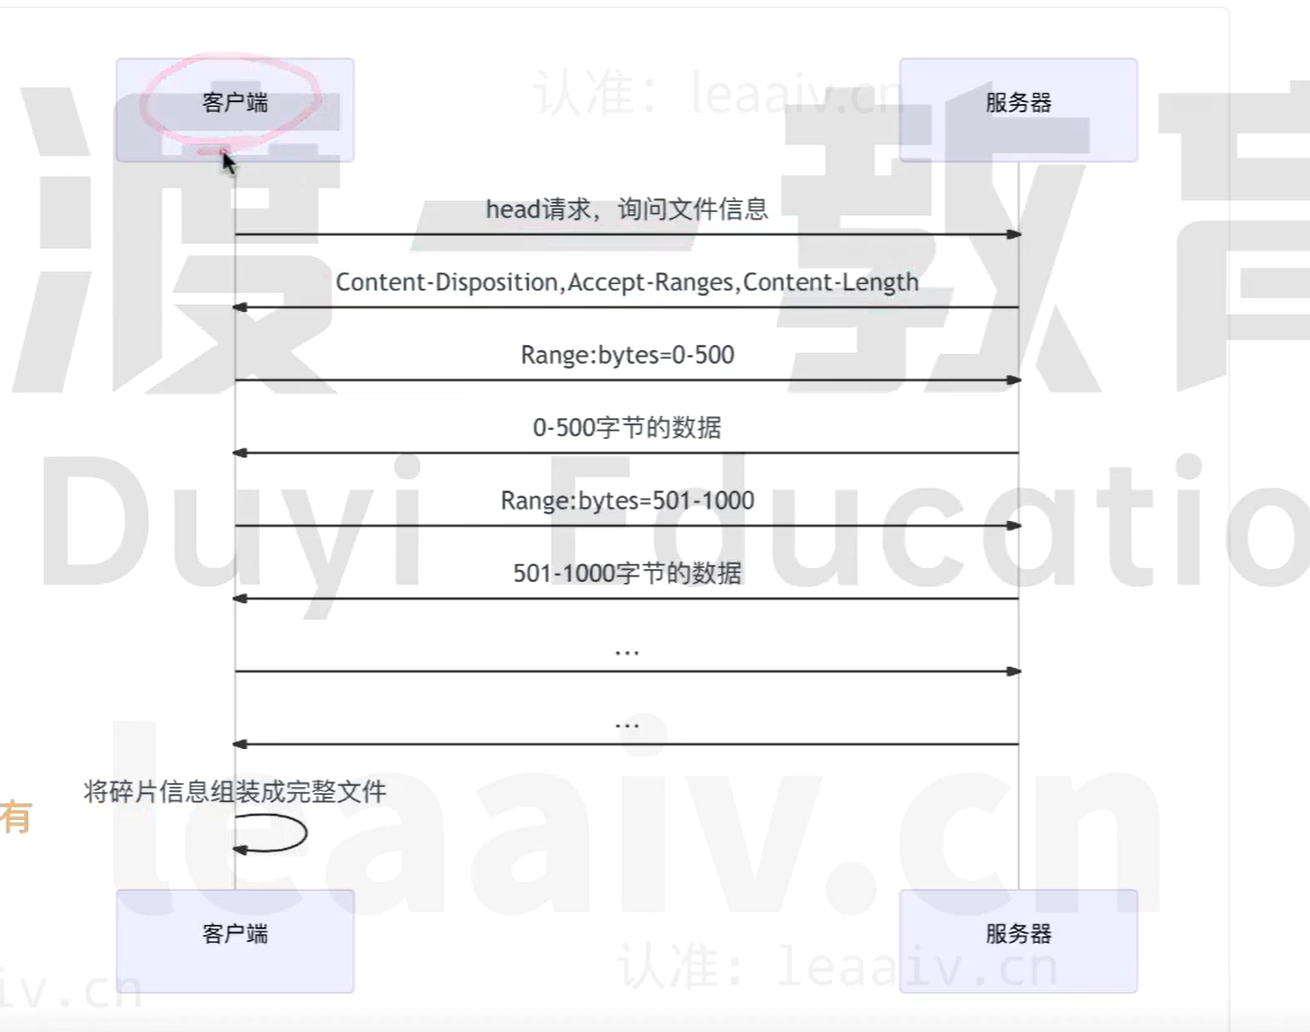 认准：leaaiv.cn
客户端
服务器
渡一教育
head请求，询问文件信息
Content-Disposition,Accept-Ranges,Content-Length
Range:bytes=0-500
0-500字节的数据
Duyi Educatio
Range:bytes=501-1000
501-1000字节的数据
...
...
将碎片信息组装成完整文件
有
leaaiv.cn
客户端
服务器
认准：leaaiv.cn
iv.cn